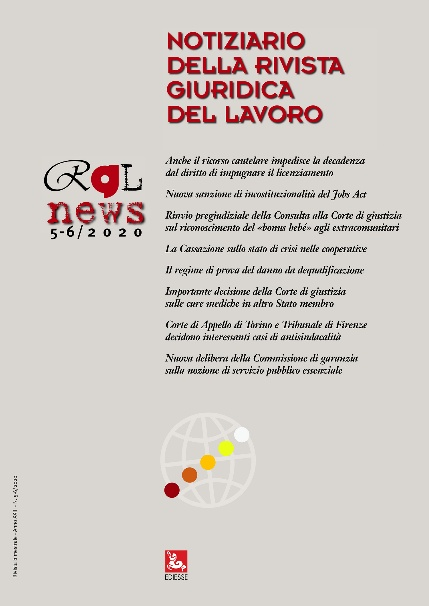 NOTIZIARIO
DELLA RIVISTA
GIURIDICA
DEL LAVORO
RGL
news
5-6/2020
Anche il ricorso cautelare impedisce la decadenza
dal diritto di impugnare il licenziamento
Nuova sanzione di incostituzionalità del Jobs Act
Rinvio pregiudiziale della Consulta alla Corte di giustizia
sul riconoscimento del «bonus bebé» agli extracomunitari
La Cassazione sullo stato di crisi nelle cooperative
Il regime di prova del danno da dequalificazione
Importante decisione della Corte di giustizia
sulle cure mediche in altro Stato membro
Corte di Appello di Torino e Tribunale di Firenze
decidono interessanti casi di antisindacalità
Nuova delibera della Commissione di garanzia
sulla nozione di servizio pubblico essenziale
EDIESSE